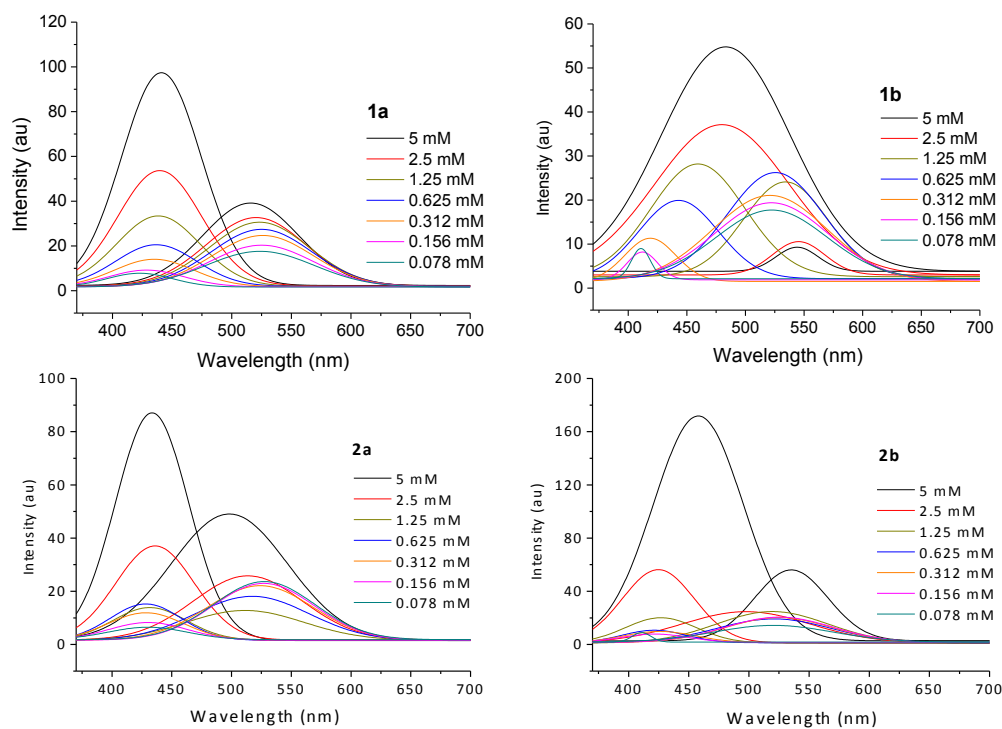 120
100
80
60
40
20
0
Intensity (au)
1a
5 mM
2.5 mM
1.25 mM
0.625 mM
0.312 mM
0.156 mM
0.078 mM
400 450 500 550 600 650 700
Wavelength (nm)
60
50
40
30
20
10
0
Intensity (au)
1b
5 mM
2.5 mM
1.25 mM
0.625 mM
0.312 mM
0.156 mM
0.078 mM
400 450 500 550 600 650 700
Wavelength (nm)
100
80
60
40
20
0
Intensity (au)
2a
5 mM
2.5 mM
1.25 mM
0.625 mM
0.312 mM
0.156 mM
0.078 mM
400 450 500 550 600 650 700
Wavelength (nm)
200
160
120
80
40
0
Intensity (au)
2b
5 mM
2.5 mM
1.25 mM
0.625 mM
0.312 mM
0.156 mM
0.078 mM
400 450 500 550 600 650 700
Wavelength (nm)